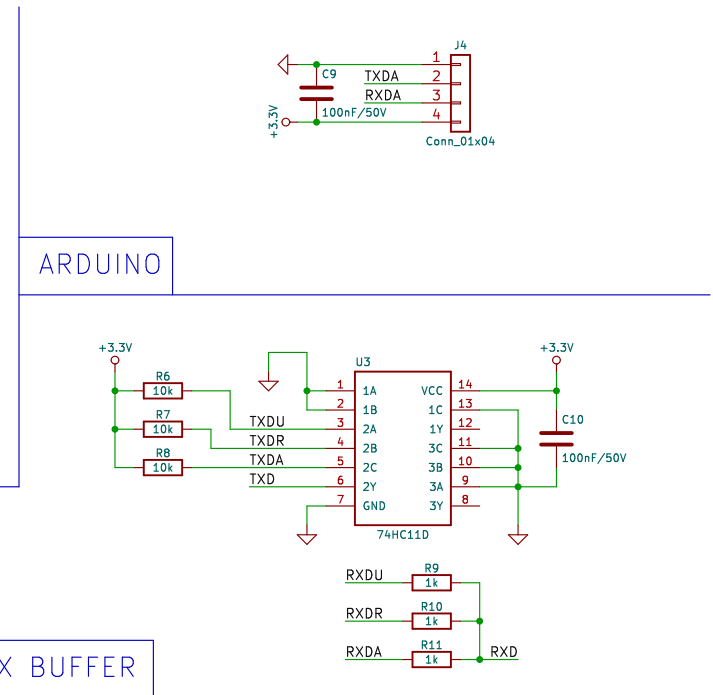 J4
1
C9
TXDA
2
RXDA
3
100nF/50V
4
+3.3V
Conn_01x04
ARDUINO
+3.3V
+3.3V
U3
R6
10k
1
1A
VCC
14
2
1B
1C
13
R7
10k
TXDU
3
2A
1Y
12
C10
TXDR
4
2B
3C
11
100nF/50V
R8
10k
TXDA
5
2C
3B
10
TXD
6
2Y
3A
9
7
GND
3Y
8
74HC11D
RXDU
R9
1k
RXDR
R10
1k
RXDA
R11
1k
RXD
X BUFFER